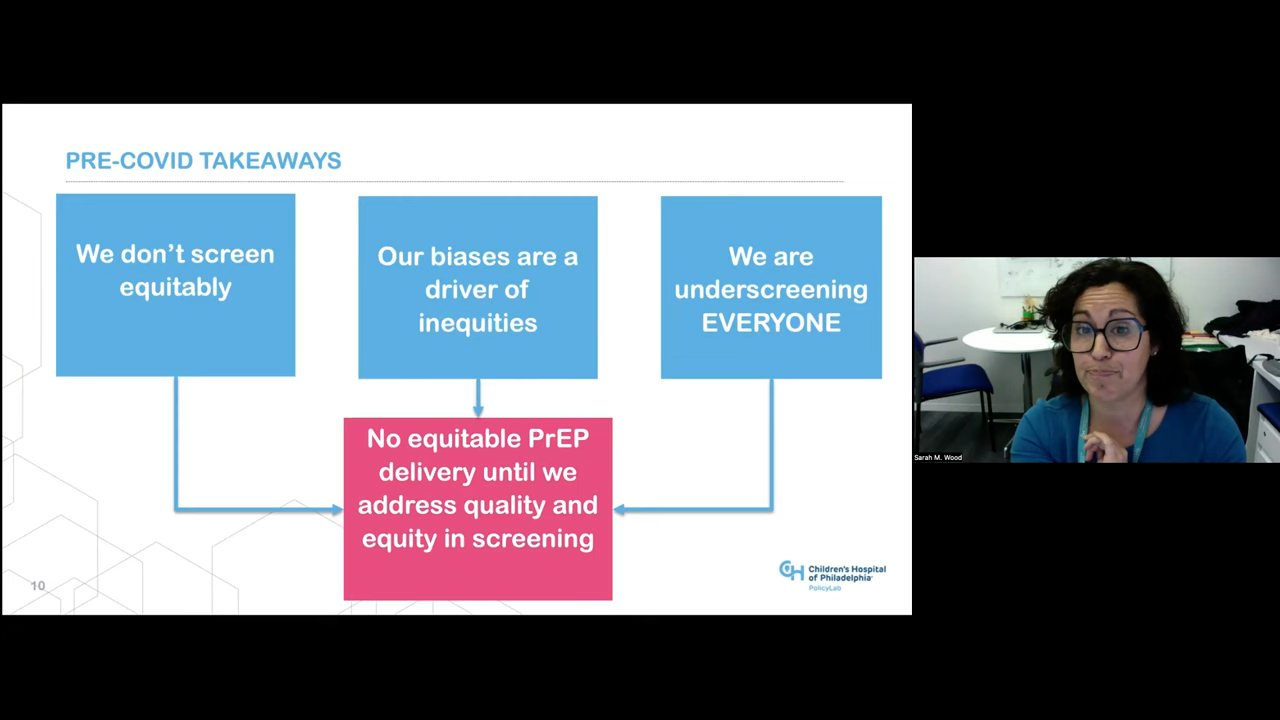 PRE-COVID TAKEAWAYS
We don't screen
equitably
Our biases are a
driver of
inequities
We are
underscreening
EVERYONE
No equitable PrEP
delivery until we
address quality and
equity in screening
10
Children's Hospital
of Philadelphia
PolicyLab
Sarah M. Wood